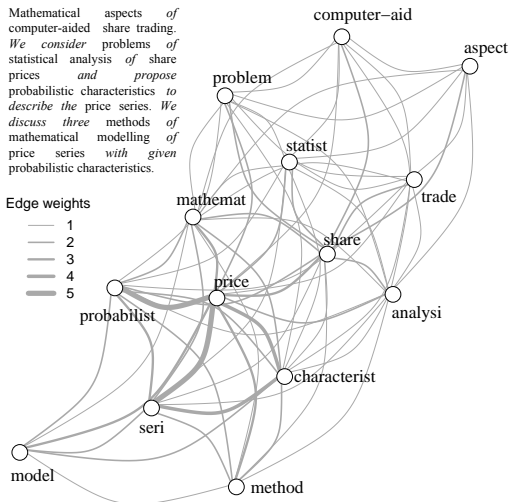 Mathematical aspects of
computer-aided share trading.
We consider problems of
statistical analysis of share
prices and propose
probabilistic characteristics to
describe the price series. We
discuss three methods of
mathematical modelling of
price series with given
probabilistic characteristics.
computer−aid
aspect
problem
statist
trade
mathemat
Edge weights
1
2
3
4
5
share
price
probabilist
analysi
characterist
seri
model
method